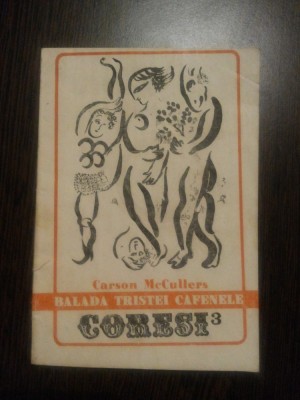 Carson McCullers
BALADA TRISTEI CAFENELE
CORESI³